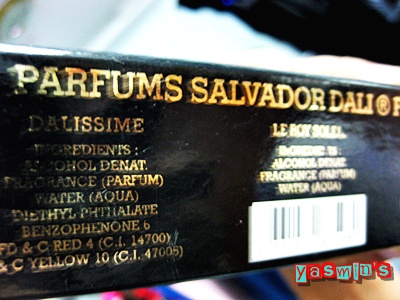 PARFUMS SALVADOR DALI ®
DALISSIME
INGREDIENTS :
ALCOHOL DENAT.
FRAGRANCE (PARFUM)
WATER (AQUA)
DIETHYL PHTHALATE
BENZOPHENONE 6
FD & C RED 4 (C.I. 14700)
& C YELLOW 10 (C.I. 47005)
LE ROY SOLEIL
INGREDIENTS :
ALCOHOL DENAT.
FRAGRANCE (PARFUM)
WATER (AQUA)
yasmin's